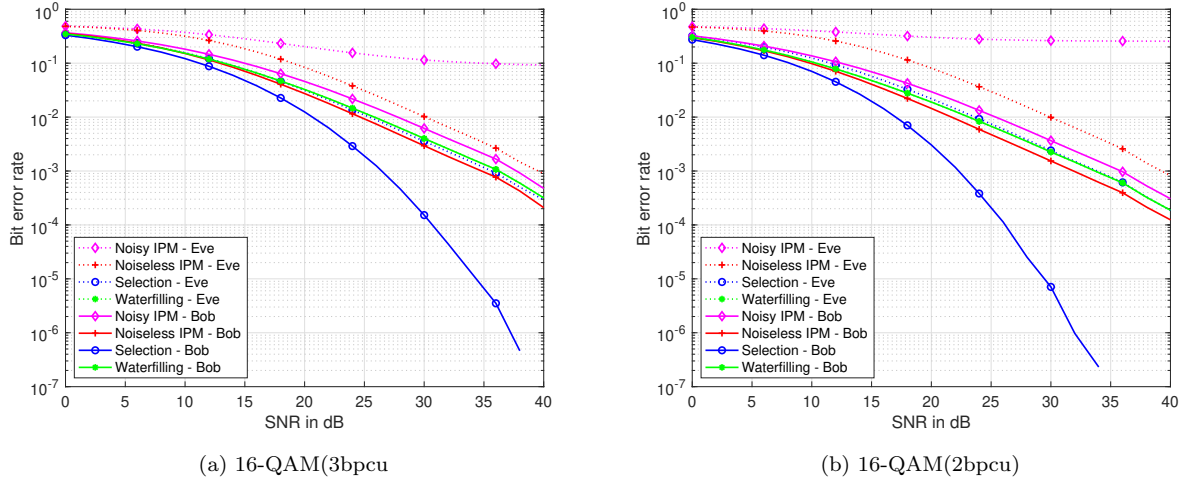 10^0
10^-1
10^-2
10^-3
10^-4
10^-5
10^-6
10^-7
Bit error rate
Noisy IPM - Eve
Noiseless IPM - Eve
Selection - Eve
Waterfilling - Eve
Noisy IPM - Bob
Noiseless IPM - Bob
Selection - Bob
Waterfilling - Bob
0 5 10 15 20 25 30 35 40
SNR in dB
(a) 16-QAM(3bpcu
10^0
10^-1
10^-2
10^-3
10^-4
10^-5
10^-6
10^-7
Bit error rate
Noisy IPM - Eve
Noiseless IPM - Eve
Selection - Eve
Waterfilling - Eve
Noisy IPM - Bob
Noiseless IPM - Bob
Selection - Bob
Waterfilling - Bob
0 5 10 15 20 25 30 35 40
SNR in dB
(b) 16-QAM(2bpcu)